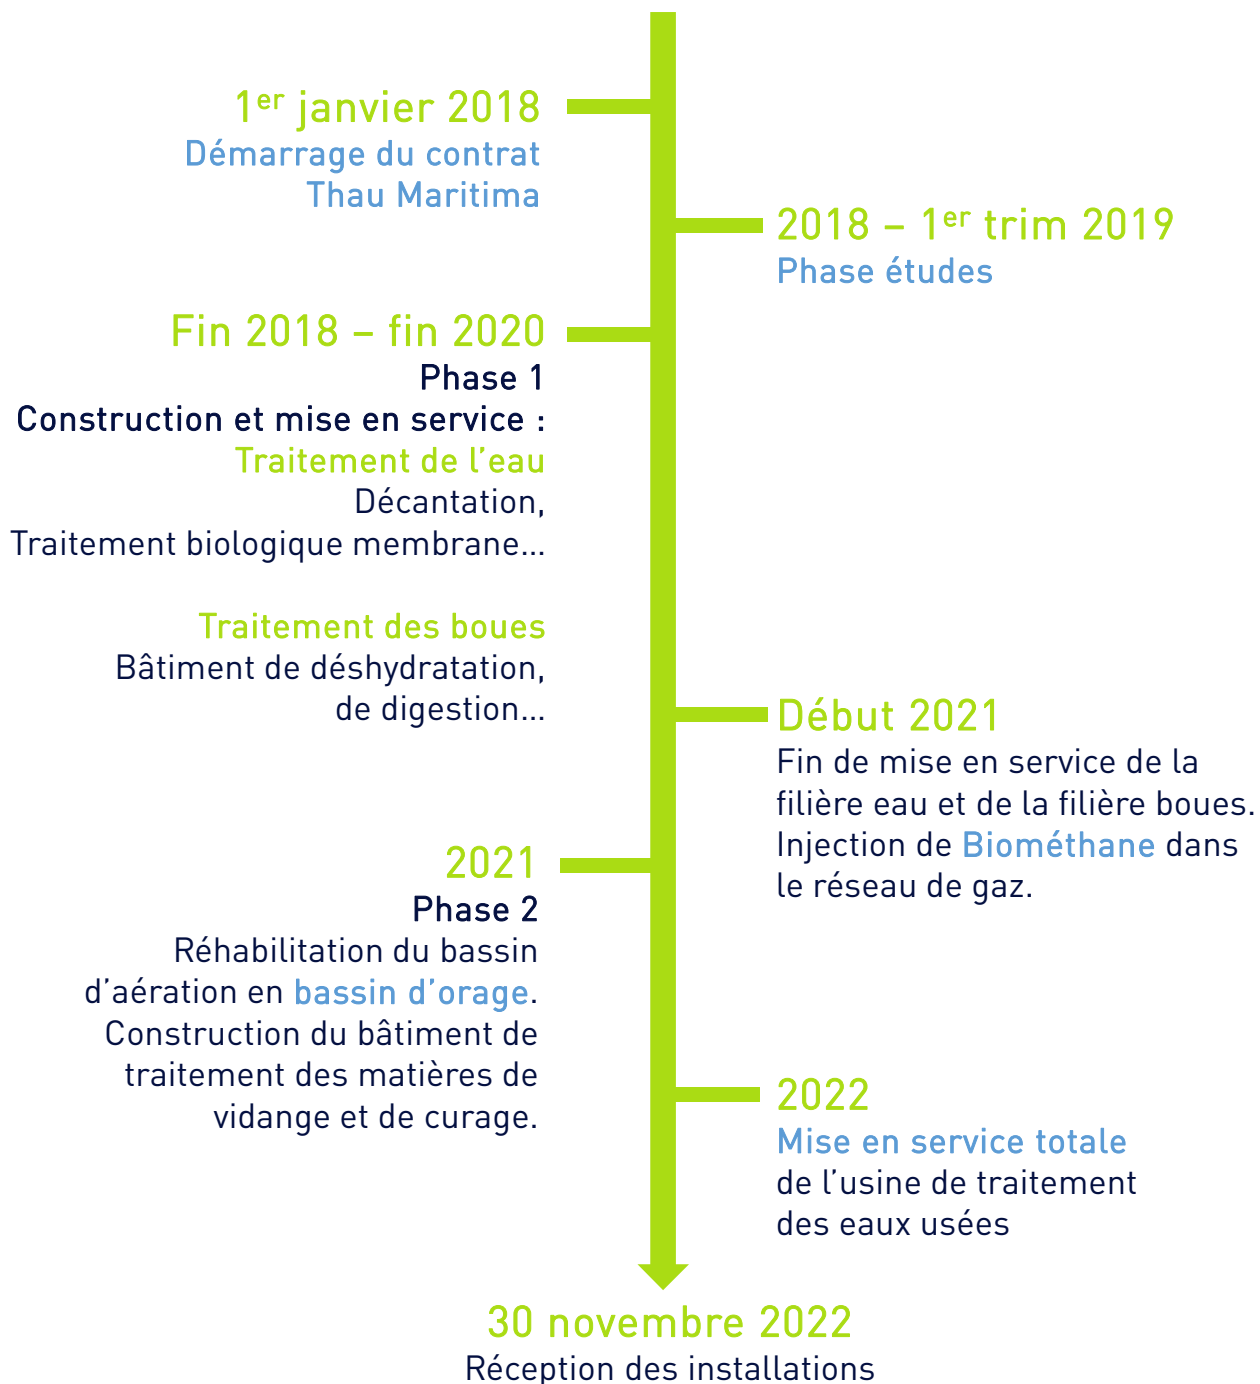 1er janvier 2018
Démarrage du contrat
Thau Maritima
2018 – 1er trim 2019
Phase études
Fin 2018 – fin 2020
Phase 1
Construction et mise en service :
Traitement de l’eau
Décantation,
Traitement biologique membrane...
Traitement des boues
Bâtiment de déshydratation,
de digestion...
Début 2021
Fin de mise en service de la
filière eau et de la filière boues.
Injection de Biométhane dans
le réseau de gaz.
2021
Phase 2
Réhabilitation du bassin
d’aération en bassin d’orage.
Construction du bâtiment de
traitement des matières de
vidange et de curage.
2022
Mise en service totale
de l’usine de traitement
des eaux usées
30 novembre 2022
Réception des installations